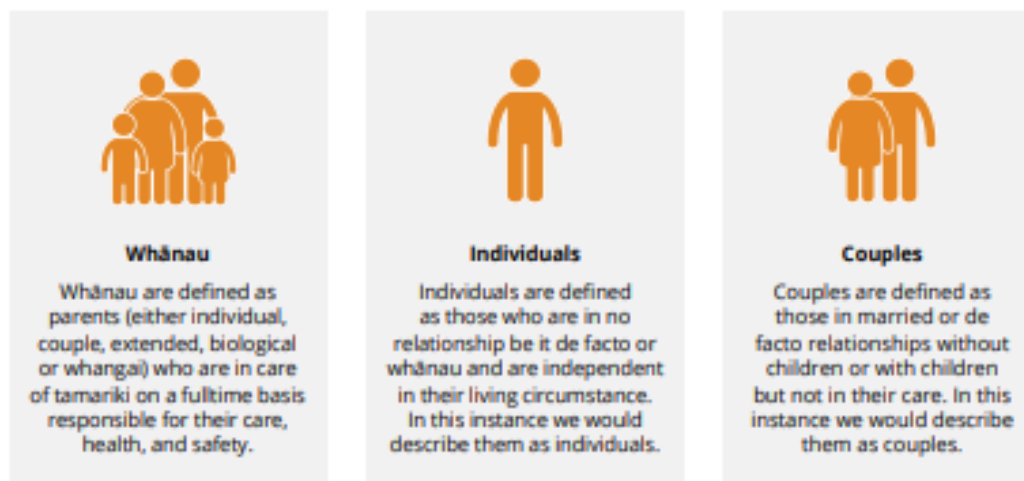 Whānau
Whānau are defined as
parents (either individual,
couple, extended, biological
or whangai) who are in care
of tamariki on a fulltime basis
responsible for their care,
health, and safety.
Individuals
Individuals are defined
as those who are in no
relationship be it de facto or
whānau and are independent
in their living circumstance.
In this instance we would
describe them as individuals.
Couples
Couples are defined as
those in married or de
facto relationships without
children or with children
but not in their care. In this
instance we would describe
them as couples.